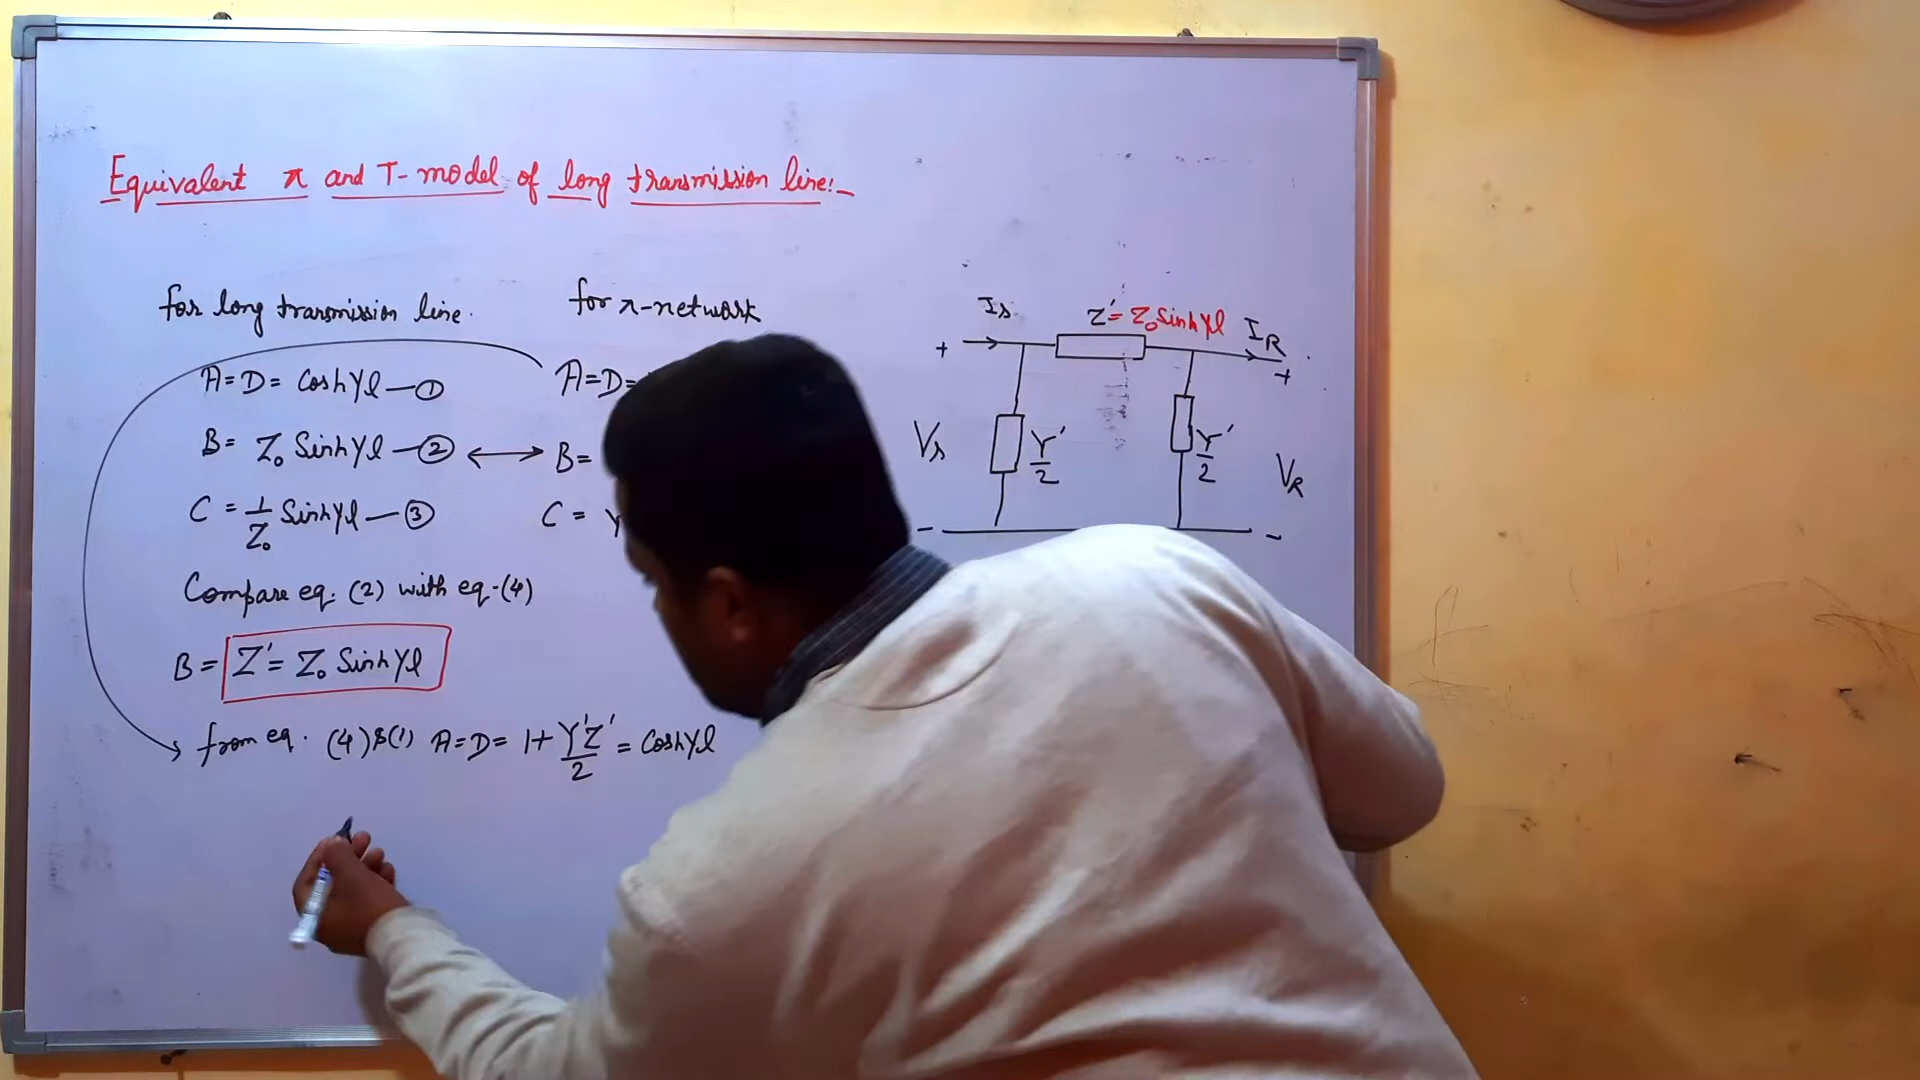 Equivalent π and T-model of long transmission line:-
for long transmission line.
A=D= CoshYl —①
B= Z₀ SinhYl —②
C = 1/Z₀ SinhYl —③
Compare eq. (2) with eq-(4)
B= Z'= Z₀ SinhYl
from eq. (4)&(1) A=D= 1+ Y'Z'/2 = CoshYl
for π-network
A=D=
B=
C = Y
Is
Z'= Z₀ SinhYl
I_R
+
+
Vs
Y'/2
Y'/2
V_R
-
-